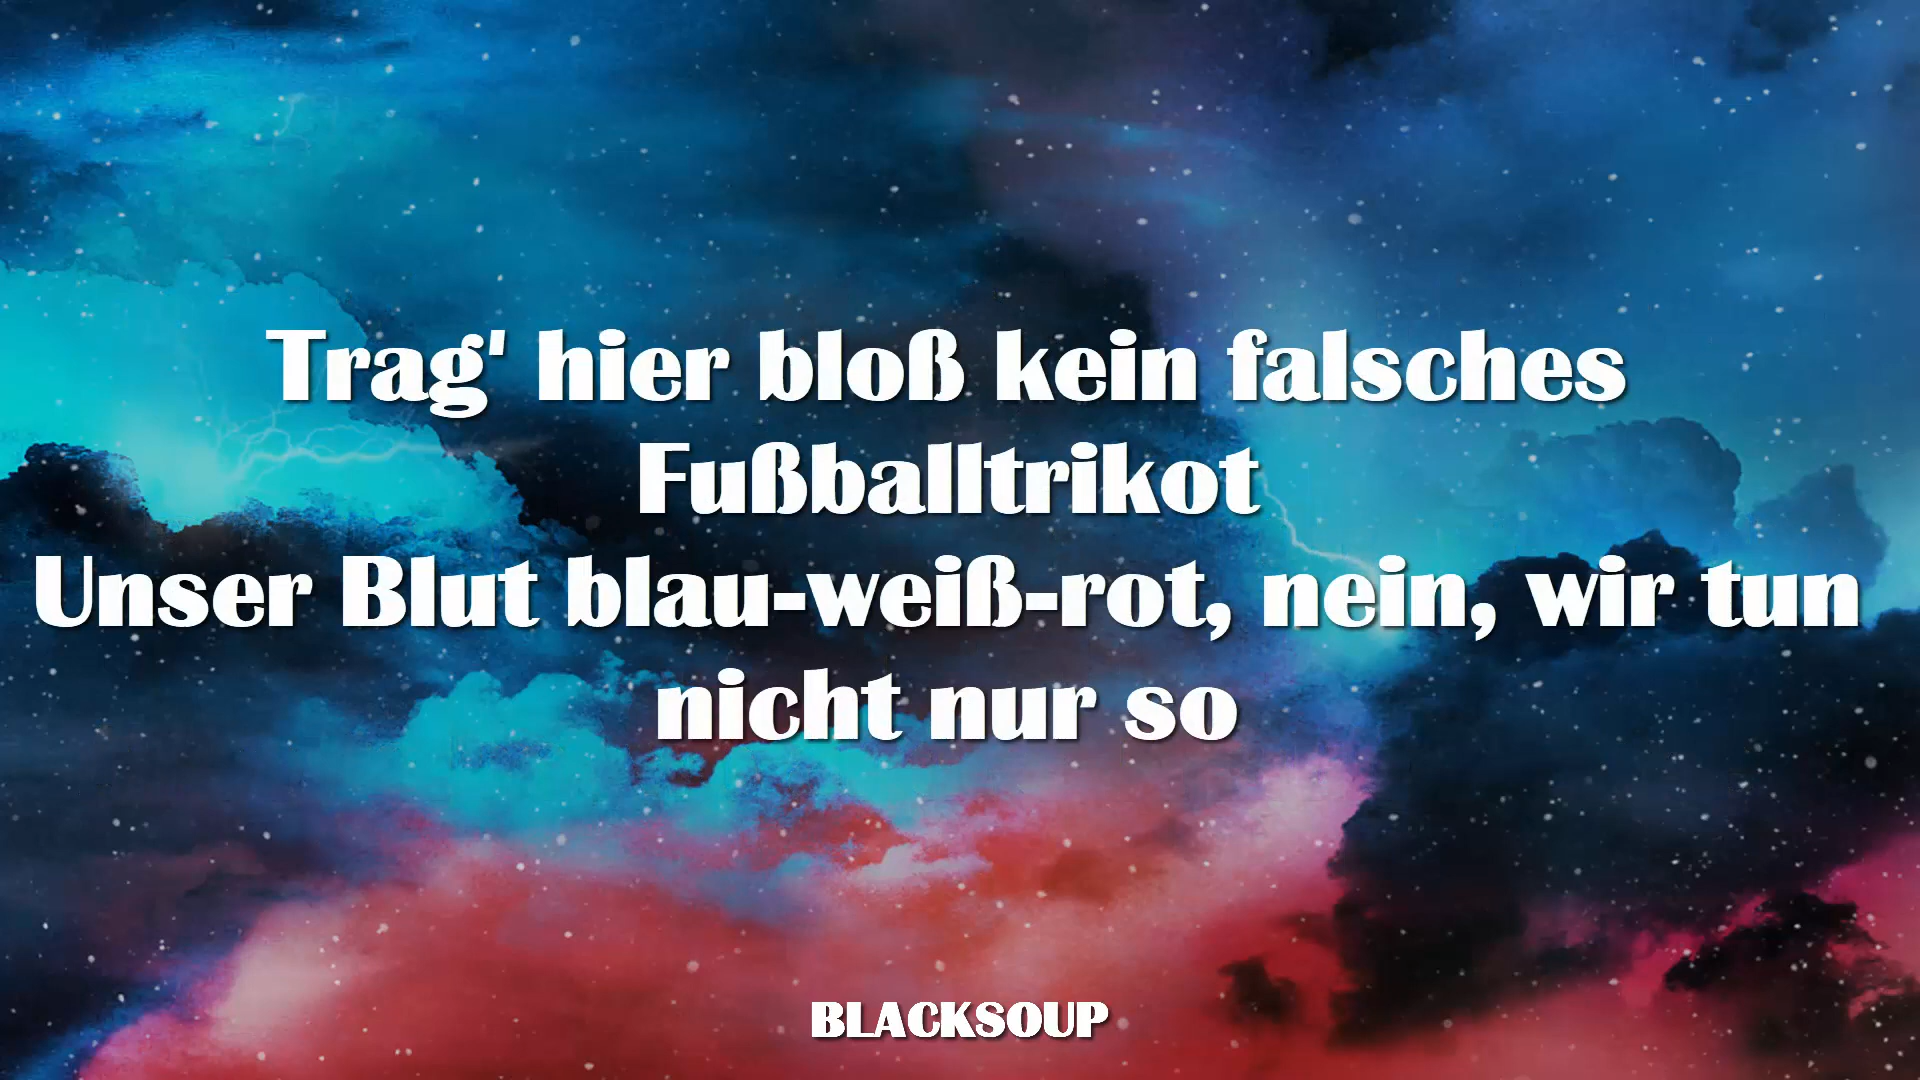 Trag' hier bloß kein falsches
Fußballtrikot
Unser Blut blau-weiß-rot, nein, wir tun
nicht nur so
BLACKSOUP